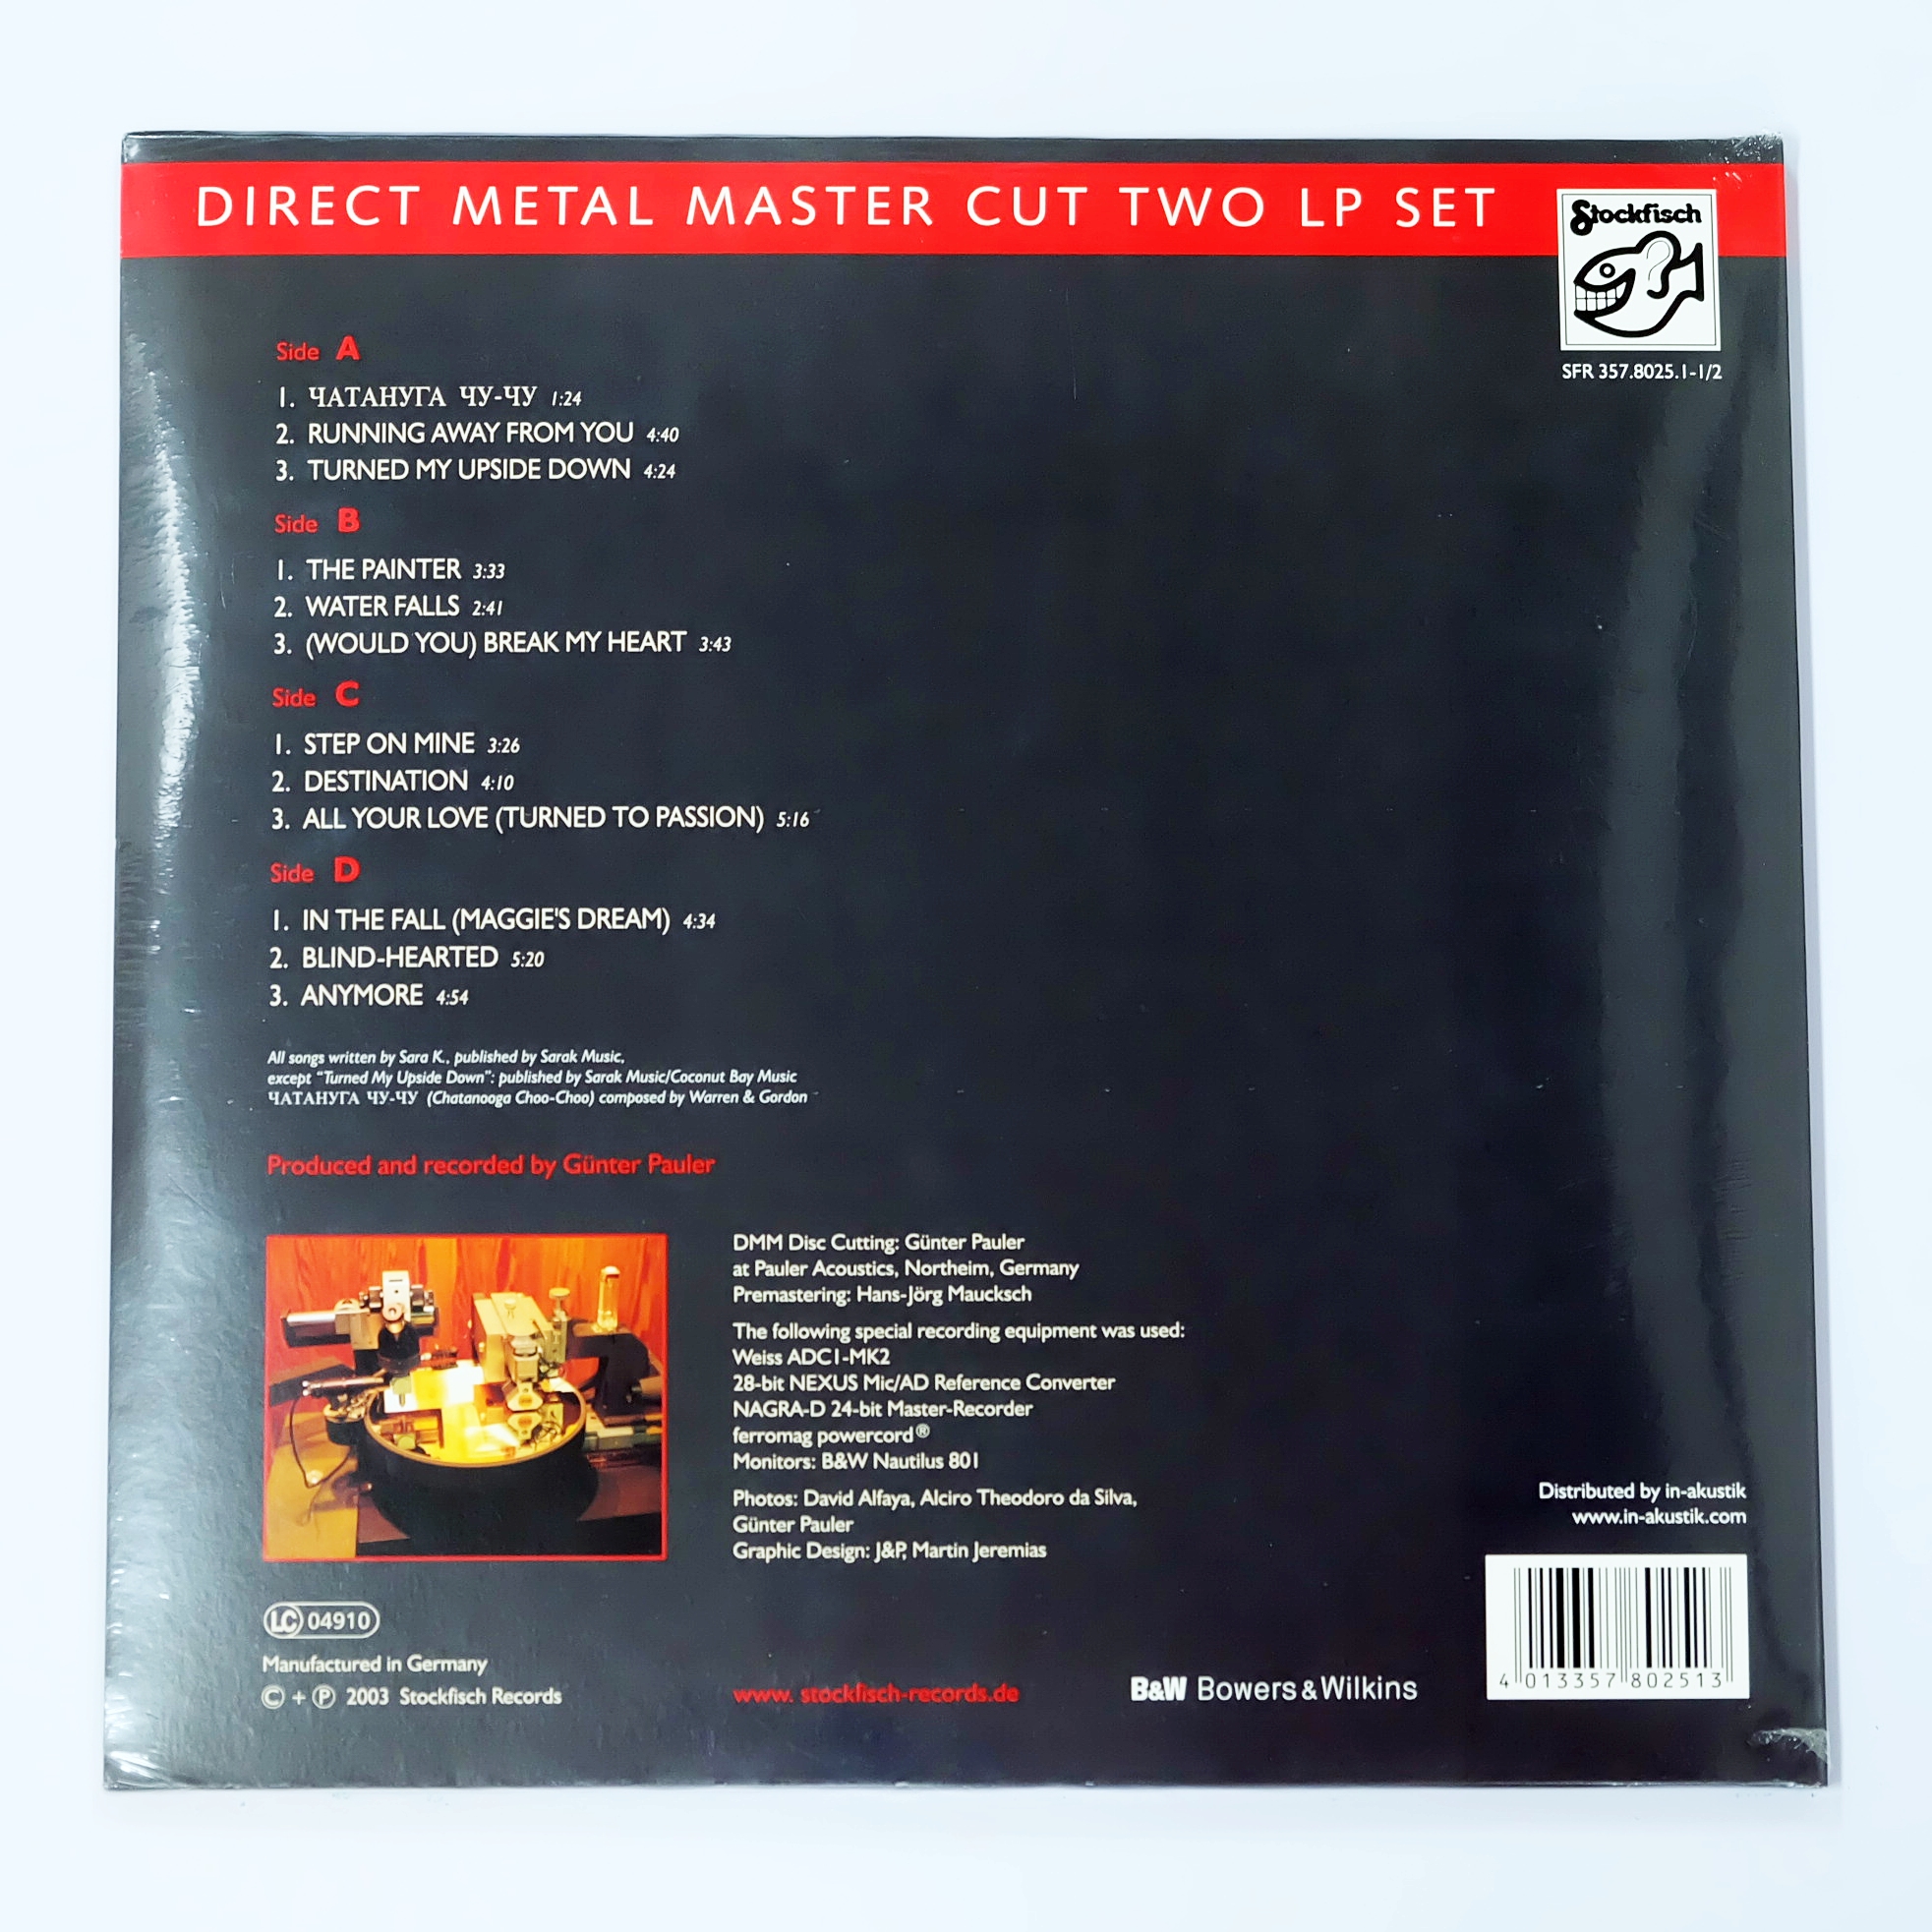 DIRECT METAL MASTER CUT TWO LP SET
Stockfisch
SFR 357.8025.1-1/2
Side A
1. ЧАТАНУГА ЧУ-ЧУ 1:24
2. RUNNING AWAY FROM YOU 4:40
3. TURNED MY UPSIDE DOWN 4:24
Side B
1. THE PAINTER 3:33
2. WATER FALLS 2:41
3. (WOULD YOU) BREAK MY HEART 3:43
Side C
1. STEP ON MINE 3:26
2. DESTINATION 4:10
3. ALL YOUR LOVE (TURNED TO PASSION) 5:16
Side D
1. IN THE FALL (MAGGIE'S DREAM) 4:34
2. BLIND-HEARTED 5:20
3. ANYMORE 4:54
All songs written by Sara K., published by Sarak Music,
except "Turned My Upside Down": published by Sarak Music/Coconut Bay Music
ЧАТАНУГА ЧУ-ЧУ (Chatanooga Choo-Choo) composed by Warren & Gordon
Produced and recorded by Günter Pauler
DMM Disc Cutting: Günter Pauler
at Pauler Acoustics, Northeim, Germany
Premastering: Hans-Jörg Maucksch
The following special recording equipment was used:
Weiss ADC1-MK2
28-bit NEXUS Mic/AD Reference Converter
NAGRA-D 24-bit Master-Recorder
ferromag powercord®
Monitors: B&W Nautilus 801
Photos: David Alfaya, Alciro Theodoro da Silva,
Günter Pauler
Graphic Design: J&P, Martin Jeremias
Distributed by in-akustik
www.in-akustik.com
LC 04910
Manufactured in Germany
© + ℗ 2003 Stockfisch Records
www. stockfisch-records.de
B&W Bowers & Wilkins
4 013357 802513